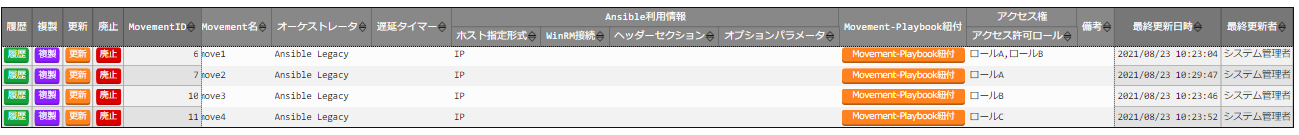 履歴 複製 更新 廃止 MovementID Movement名 オーケストレータ 遅延タイマー Ansible利用情報 Movement-Playbook紐付 アクセス権 備考 最終更新日時 最終更新者
ホスト指定形式 WinRM接続 ヘッダーセクション オプションパラメータ アクセス許可ロール
履歴 複製 更新 廃止 6 move1 Ansible Legacy IP Movement-Playbook紐付 ロールA,ロールB 2021/08/23 10:23:04 システム管理者
履歴 複製 更新 廃止 7 move2 Ansible Legacy IP Movement-Playbook紐付 ロールA 2021/08/23 10:29:47 システム管理者
履歴 複製 更新 廃止 10 move3 Ansible Legacy IP Movement-Playbook紐付 ロールB 2021/08/23 10:23:46 システム管理者
履歴 複製 更新 廃止 11 move4 Ansible Legacy IP Movement-Playbook紐付 ロールC 2021/08/23 10:23:52 システム管理者